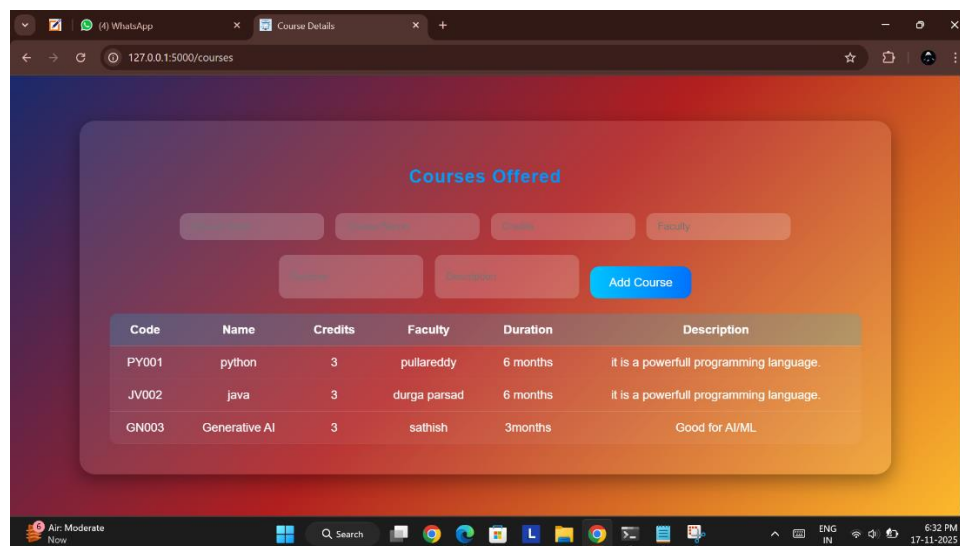 (4) WhatsApp
Course Details
127.0.0.1:5000/courses
Courses Offered
Faculty
Add Course
Code Name Credits Faculty Duration Description
PY001 python 3 pullareddy 6 months it is a powerfull programming language.
JV002 java 3 durga parsad 6 months it is a powerfull programming language.
GN003 Generative AI 3 sathish 3months Good for AI/ML
6
Air: Moderate
Now
Search
L
ENG
IN
6:32 PM
17-11-2025